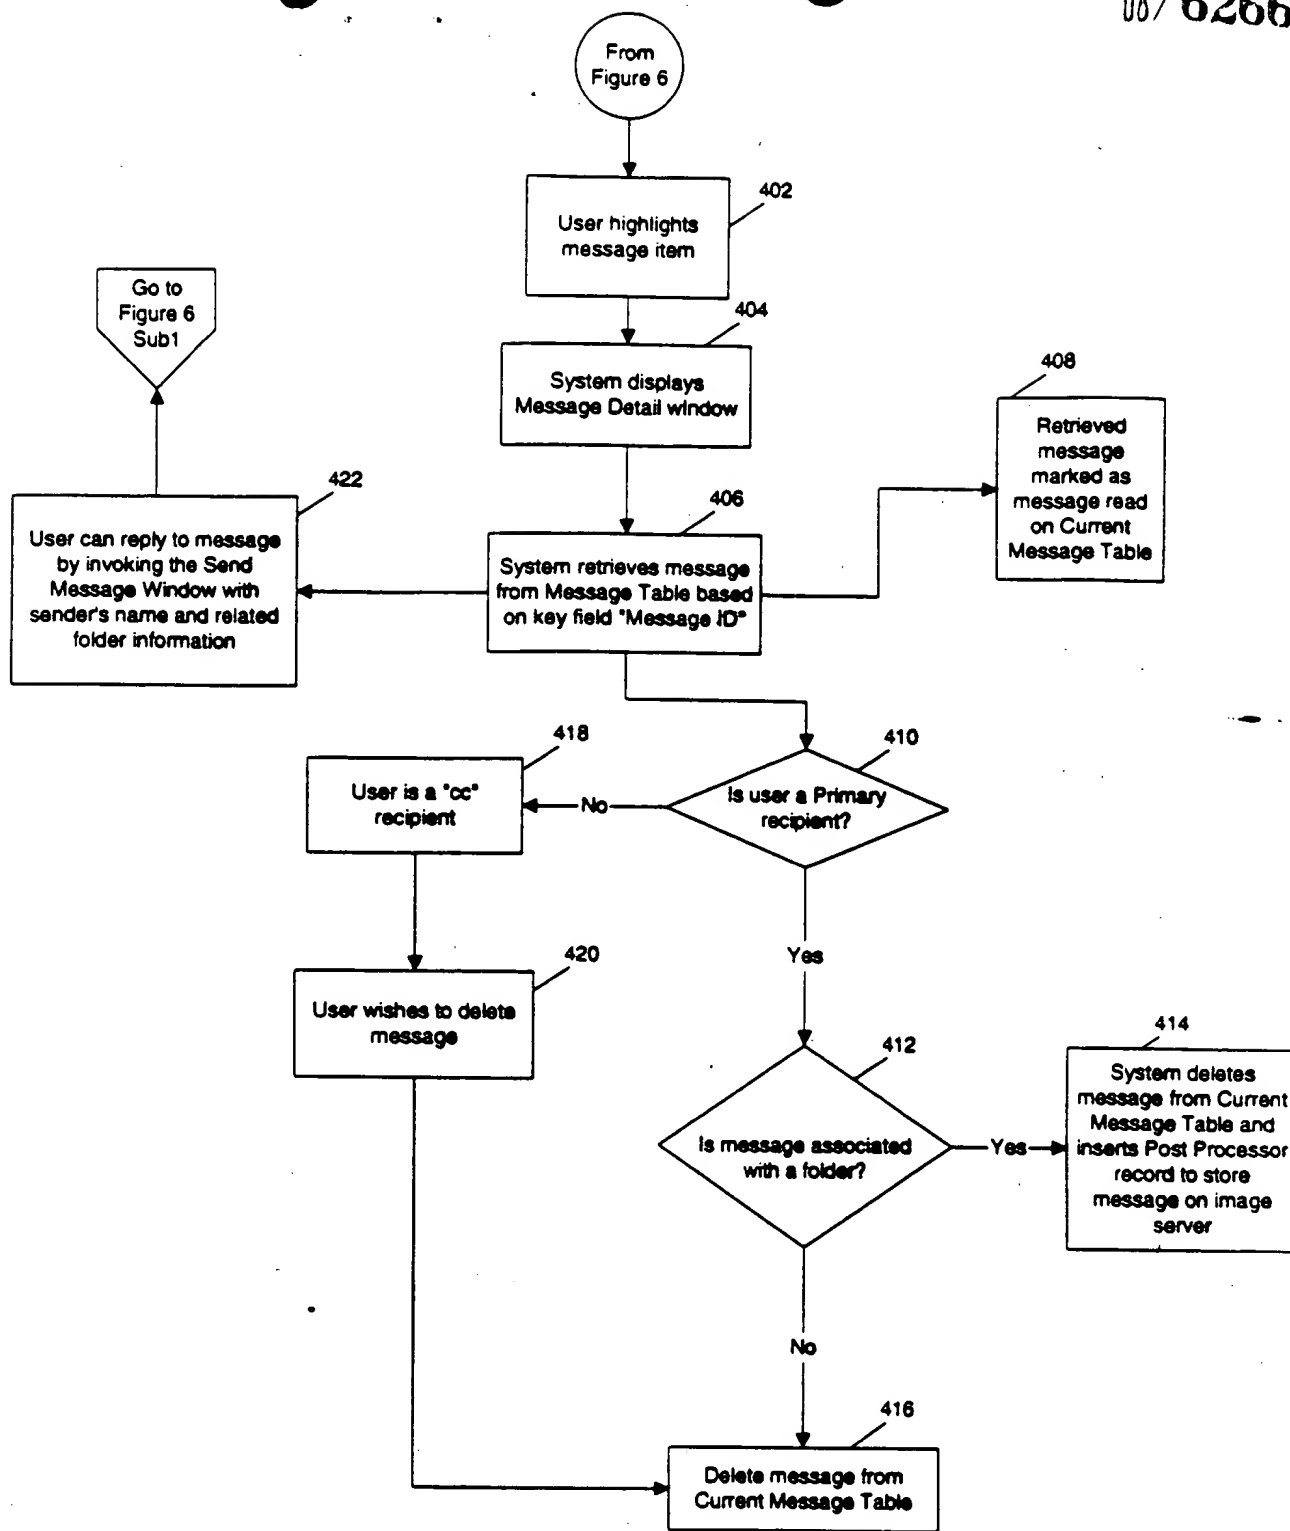 From
Figure 6
402
User highlights
message item
Go to
Figure 6
Sub1
404
System displays
Message Detail window
408
Retrieved
message
marked as
message read
on Current
Message Table
422
User can reply to message
by invoking the Send
Message Window with
sender's name and related
folder information
406
System retrieves message
from Message Table based
on key field "Message ID"
418
User is a "cc"
recipient
No
410
Is user a Primary
recipient?
Yes
420
User wishes to delete
message
412
Is message associated
with a folder?
Yes
414
System deletes
message from Current
Message Table and
inserts Post Processor
record to store
message on image
server
No
416
Delete message from
Current Message Table